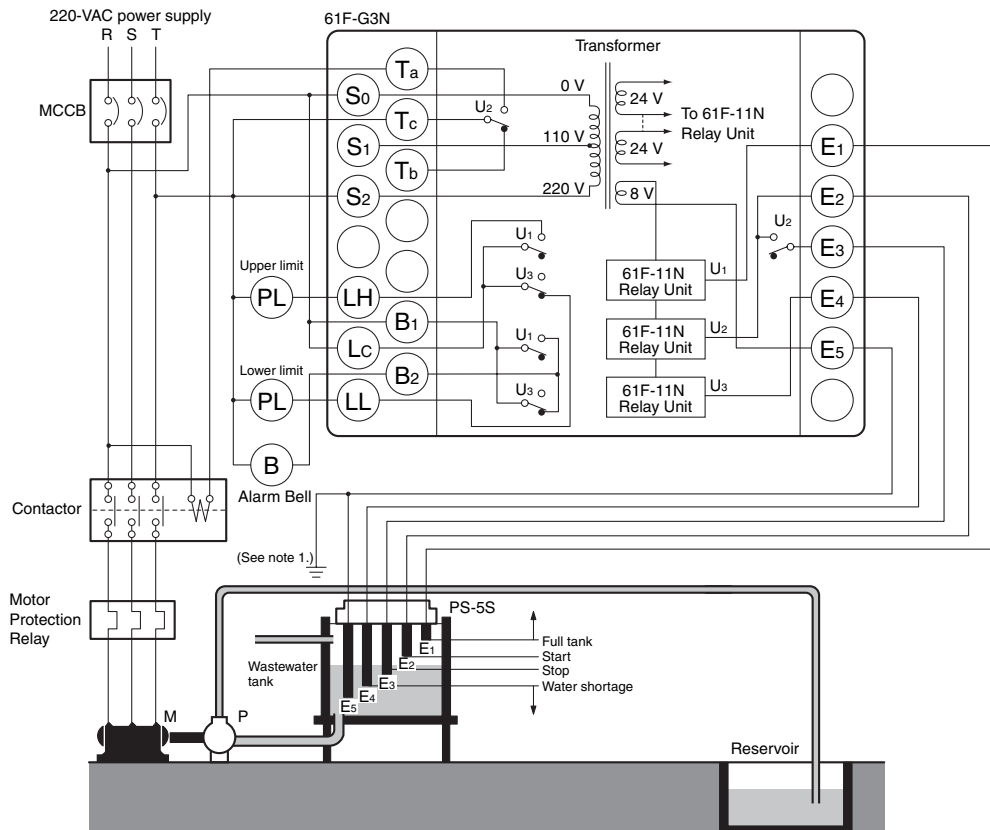 220-VAC power supply
R S T
MCCB
61F-G3N
Transformer
Ta
S0
Tc
S1
Tb
S2
U2
0 V
110 V
220 V
24 V
24 V
8 V
To 61F-11N
Relay Unit
E1
E2
U2
E3
E4
E5
U1
U3
U1
U3
61F-11N
Relay Unit
U1
61F-11N
Relay Unit
U2
61F-11N
Relay Unit
U3
Upper limit
PL
LH
B1
LC
B2
Lower limit
PL
LL
B
Alarm Bell
Contactor
(See note 1.)
Motor
Protection
Relay
PS-5S
Wastewater
tank
E1
E2
E3
E4
E5
Full tank
Start
Stop
Water shortage
M
P
Reservoir